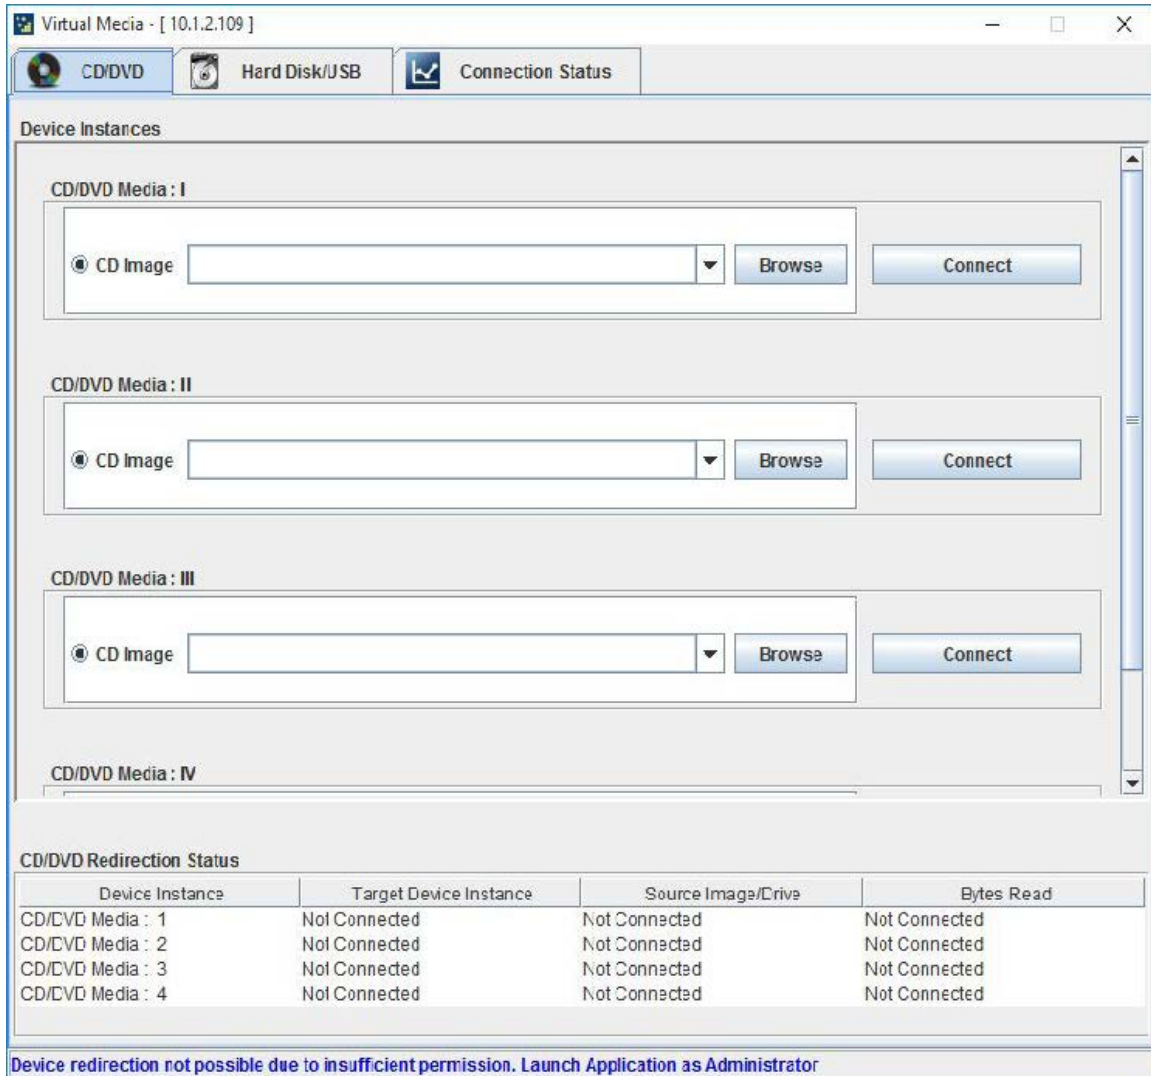 Virtual Media - [ 10.1.2.109 ]
CD/DVD Hard Disk/USB Connection Status
Device Instances
CD/DVD Media : I
CD Image Browse Connect
CD/DVD Media : II
CD Image Browse Connect
CD/DVD Media : III
CD Image Browse Connect
CD/DVD Media : IV
CD/DVD Redirection Status
Device Instance Target Device Instance Source Image/Drive Bytes Read
CD/DVD Media : 1 Not Connected Not Connected Not Connected
CD/DVD Media : 2 Not Connected Not Connected Not Connected
CD/DVD Media : 3 Not Connected Not Connected Not Connected
CD/DVD Media : 4 Not Connected Not Connected Not Connected
Device redirection not possible due to insufficient permission. Launch Application as Administrator